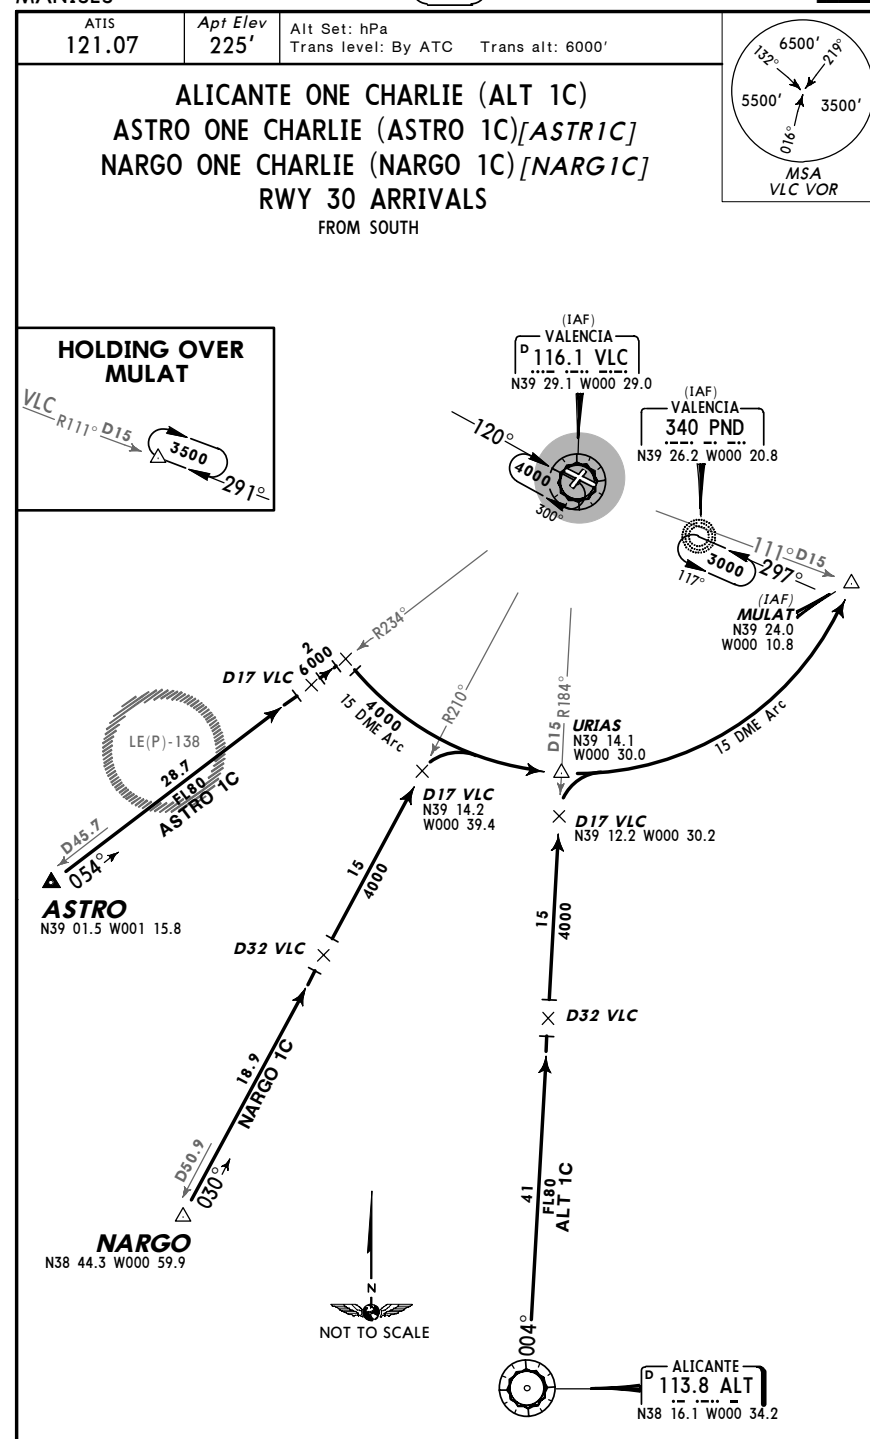 ATIS
121.07
Apt Elev
225'
Alt Set: hPa
Trans level: By ATC Trans alt: 6000'
6500'
132°
219°
5500'
3500'
016°
MSA
VLC VOR
ALICANTE ONE CHARLIE (ALT 1C)
ASTRO ONE CHARLIE (ASTRO 1C)[ASTR1C]
NARGO ONE CHARLIE (NARGO 1C)[NARG1C]
RWY 30 ARRIVALS
FROM SOUTH
HOLDING OVER
MULAT
VLC
R111° D15
3500
291°
(IAF)
VALENCIA
D 116.1 VLC
N39 29.1 W000 29.0
(IAF)
VALENCIA
340 PND
N39 26.2 W000 20.8
120°
4000
300°
111° D15
3000
297°
117°
(IAF)
MULAT
N39 24.0
W000 10.8
R234°
2
6000
D17 VLC
4000
15 DME Arc
R210°
D15 R184°
URIAS
N39 14.1
W000 30.0
15 DME Arc
LE(P)-138
28.7
FL80
ASTRO 1C
D45.7
054°
ASTRO
N39 01.5 W001 15.8
D17 VLC
N39 14.2
W000 39.4
D17 VLC
N39 12.2 W000 30.2
15
4000
15
4000
D32 VLC
D32 VLC
18.9
NARGO 1C
D50.9
030°
NARGO
N38 44.3 W000 59.9
41
FL80
ALT 1C
004°
N
NOT TO SCALE
ALICANTE
D 113.8 ALT
N38 16.1 W000 34.2